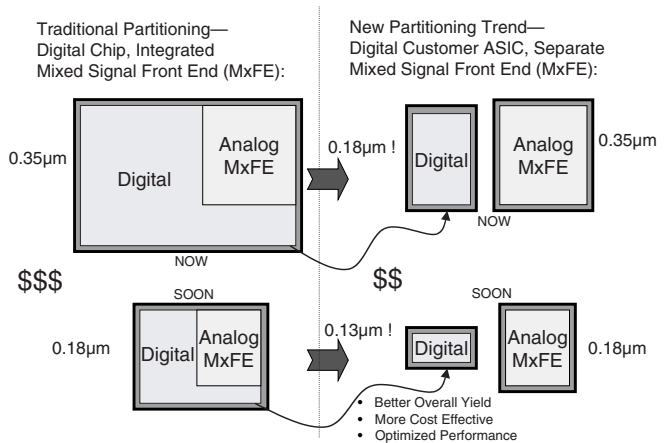 Traditional Partitioning—
Digital Chip, Integrated
Mixed Signal Front End (MxFE):
New Partitioning Trend—
Digital Customer ASIC, Separate
Mixed Signal Front End (MxFE):
0.35μm
Digital
Analog
MxFE
NOW
0.18μm !
Digital
Analog
MxFE
0.35μm
NOW
$$$
$$
SOON
0.18μm
Digital
Analog
MxFE
0.13μm !
SOON
Digital
Analog
MxFE
0.18μm
• Better Overall Yield
• More Cost Effective
• Optimized Performance